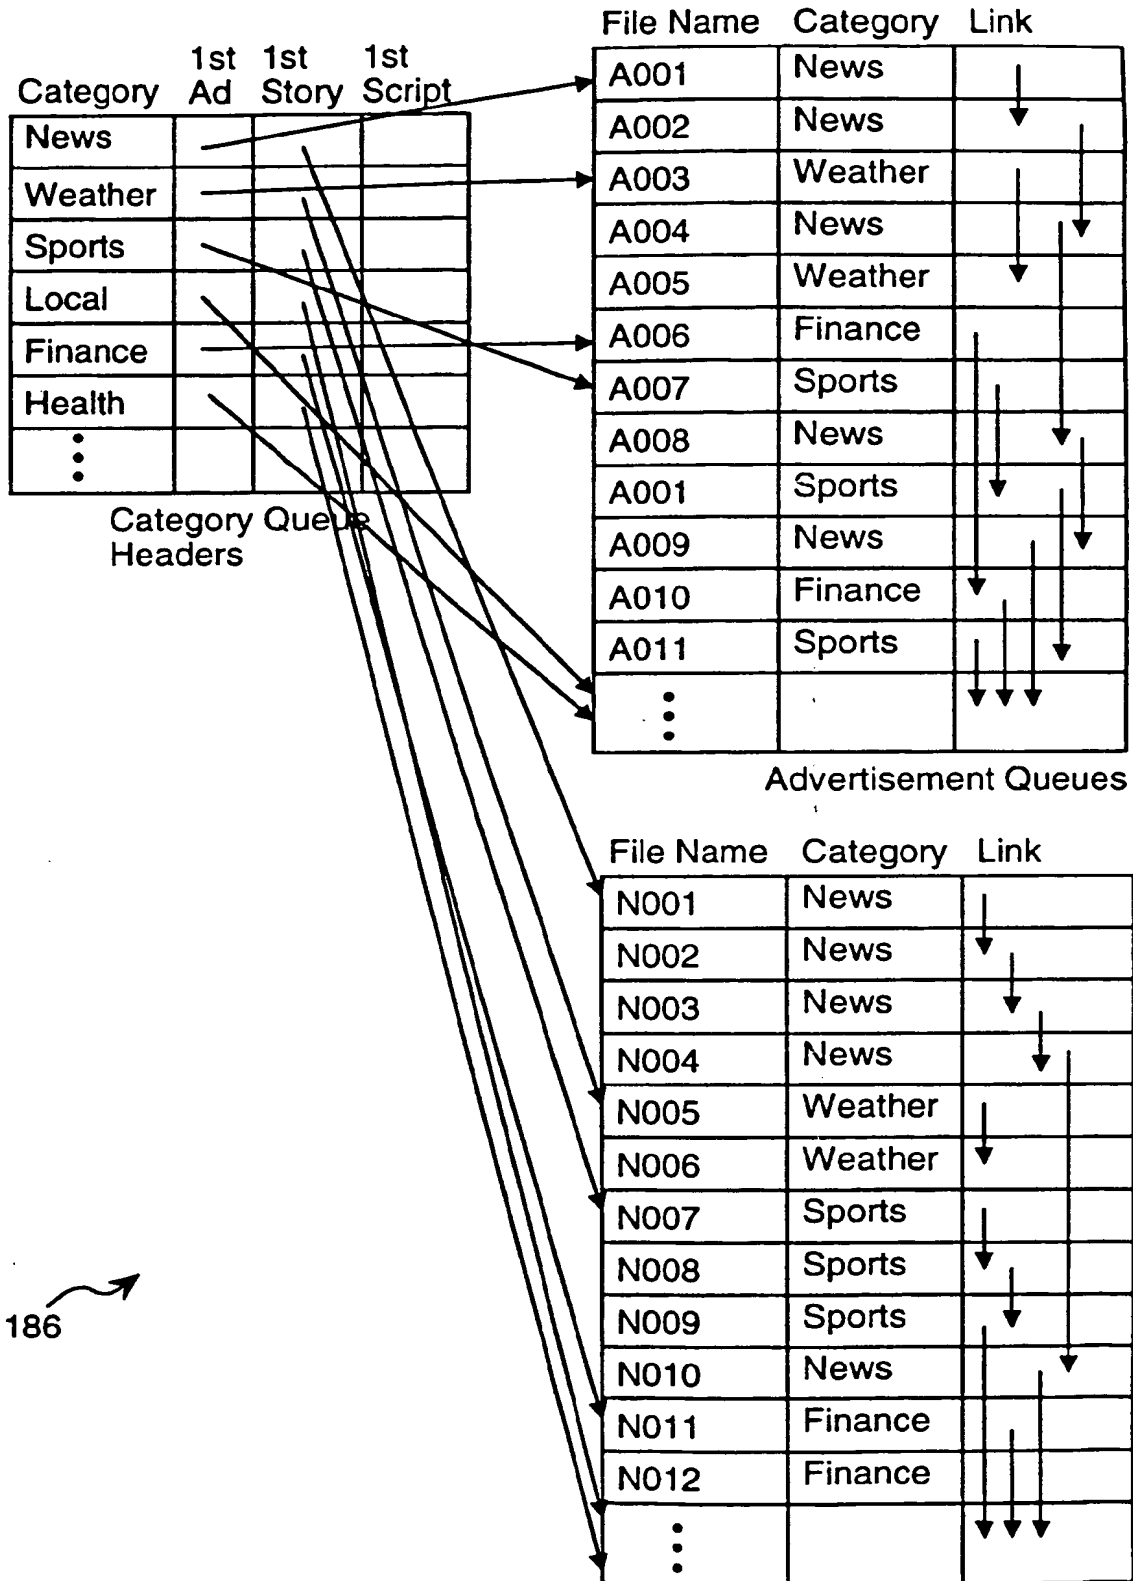 1st 1st 1st
Category Ad Story Script
News
Weather
Sports
Local
Finance
Health
Category Queue
Headers
File Name Category Link
A001 News
A002 News
A003 Weather
A004 News
A005 Weather
A006 Finance
A007 Sports
A008 News
A001 Sports
A009 News
A010 Finance
A011 Sports
Advertisement Queues
File Name Category Link
N001 News
N002 News
N003 News
N004 News
N005 Weather
N006 Weather
N007 Sports
N008 Sports
N009 Sports
N010 News
N011 Finance
N012 Finance
186